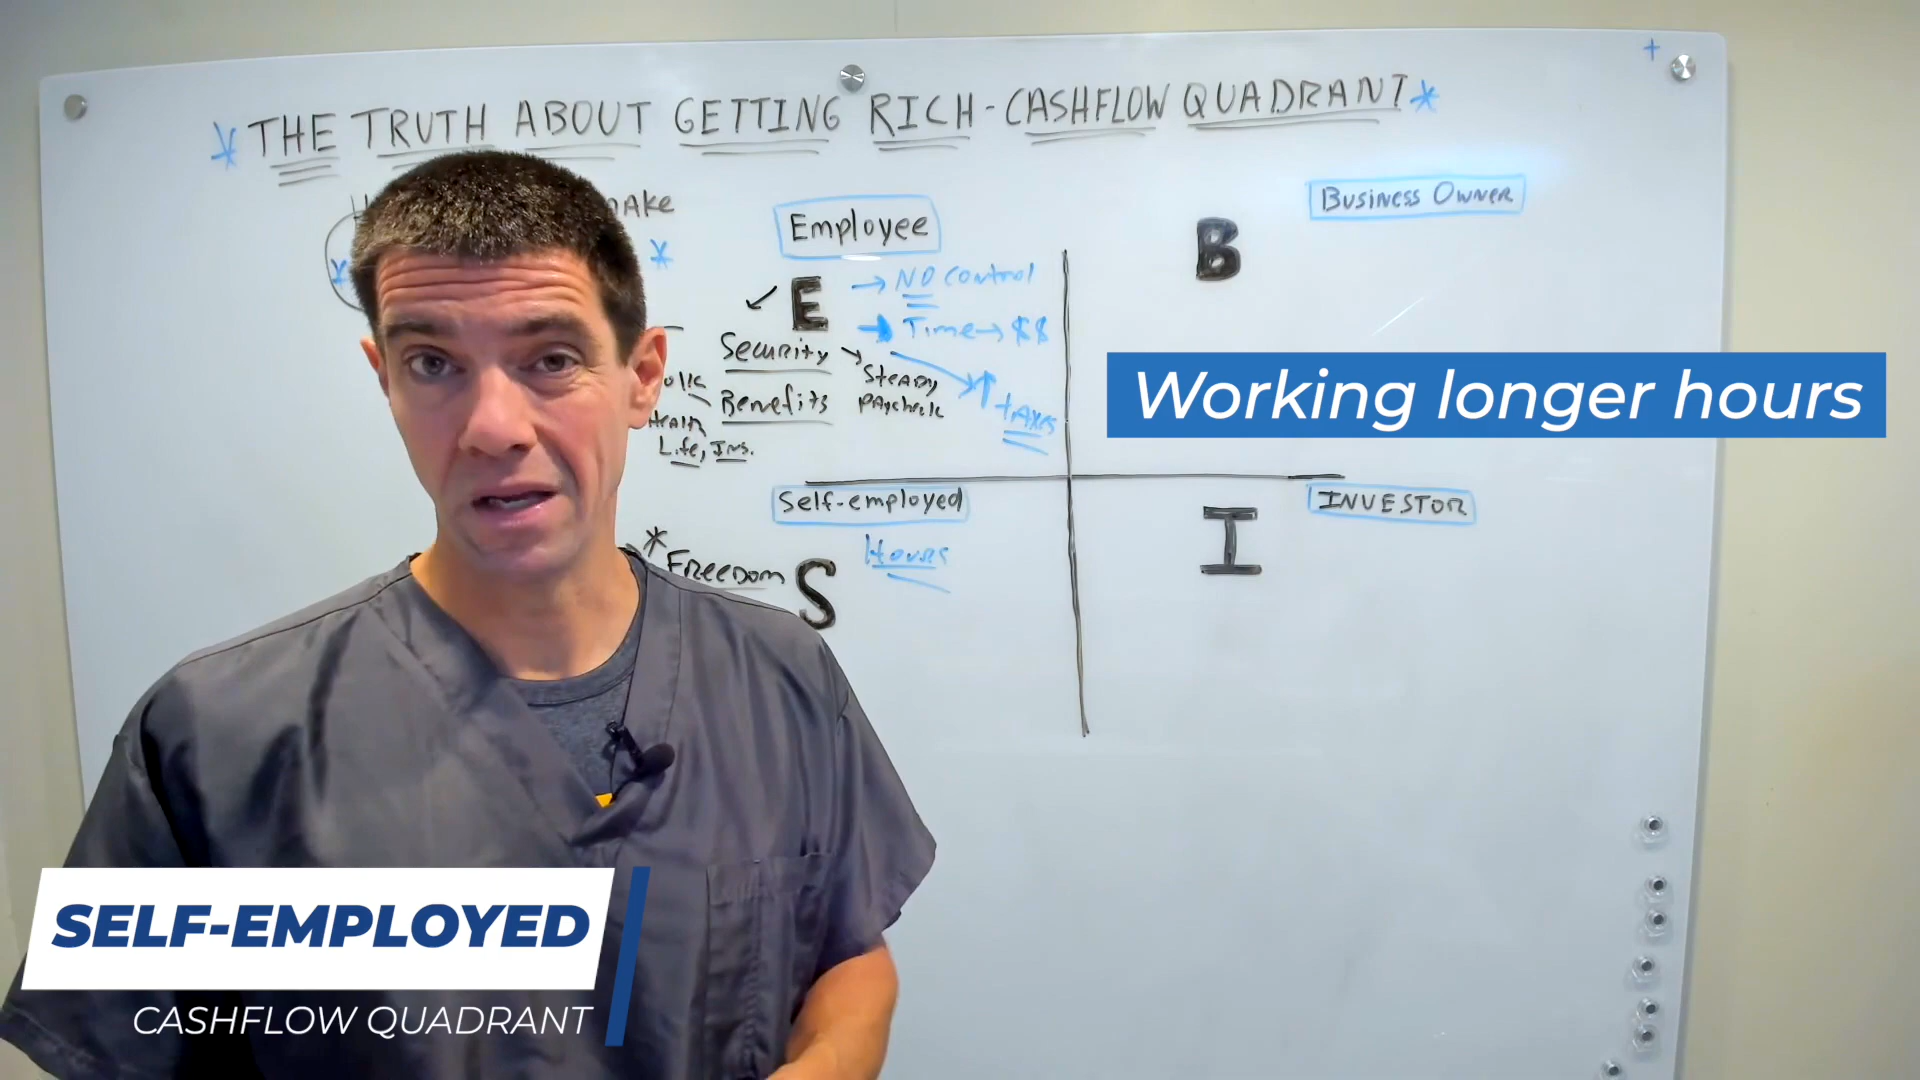 THE TRUTH ABOUT GETTING RICH - CASHFLOW QUADRANT
Employee
E
→ NO control
→ Time → $$
↑ taxes
Security
Steady
paycheck
Benefits
Health
Life, Ins.
Business Owner
B
Working longer hours
Self-employed
Hours
* Freedom
S
INVESTOR
I
SELF-EMPLOYED
CASHFLOW QUADRANT